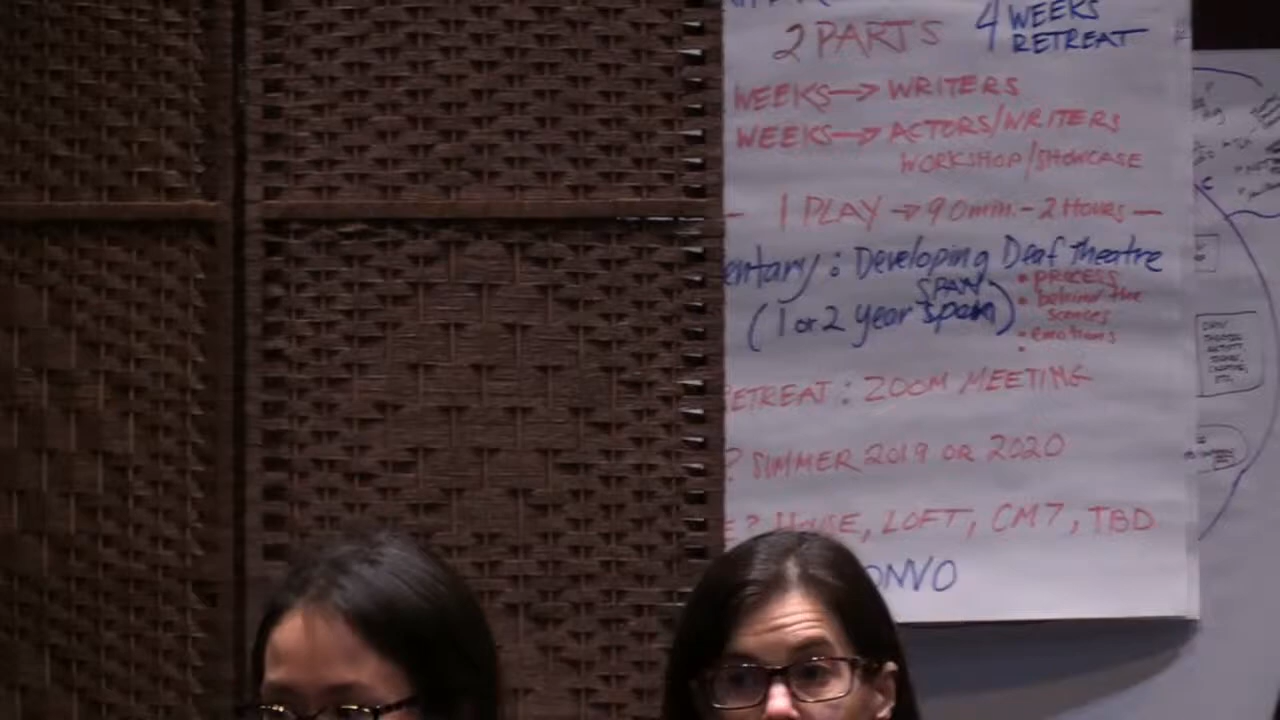 2 PARTS
4 WEEKS
RETREAT
WEEKS → WRITERS
WEEKS → ACTORS/WRITERS
WORKSHOP/SHOWCASE
— 1 PLAY → 90min. - 2 Hours —
entary: Developing Deaf Theatre
SPAN
(1 or 2 year span)
• PROCESS
• behind the
scences
• emotions
•
RETREAT: ZOOM MEETING
? SUMMER 2019 OR 2020
E? HOUSE, LOFT, CM7, TBD
ONVO